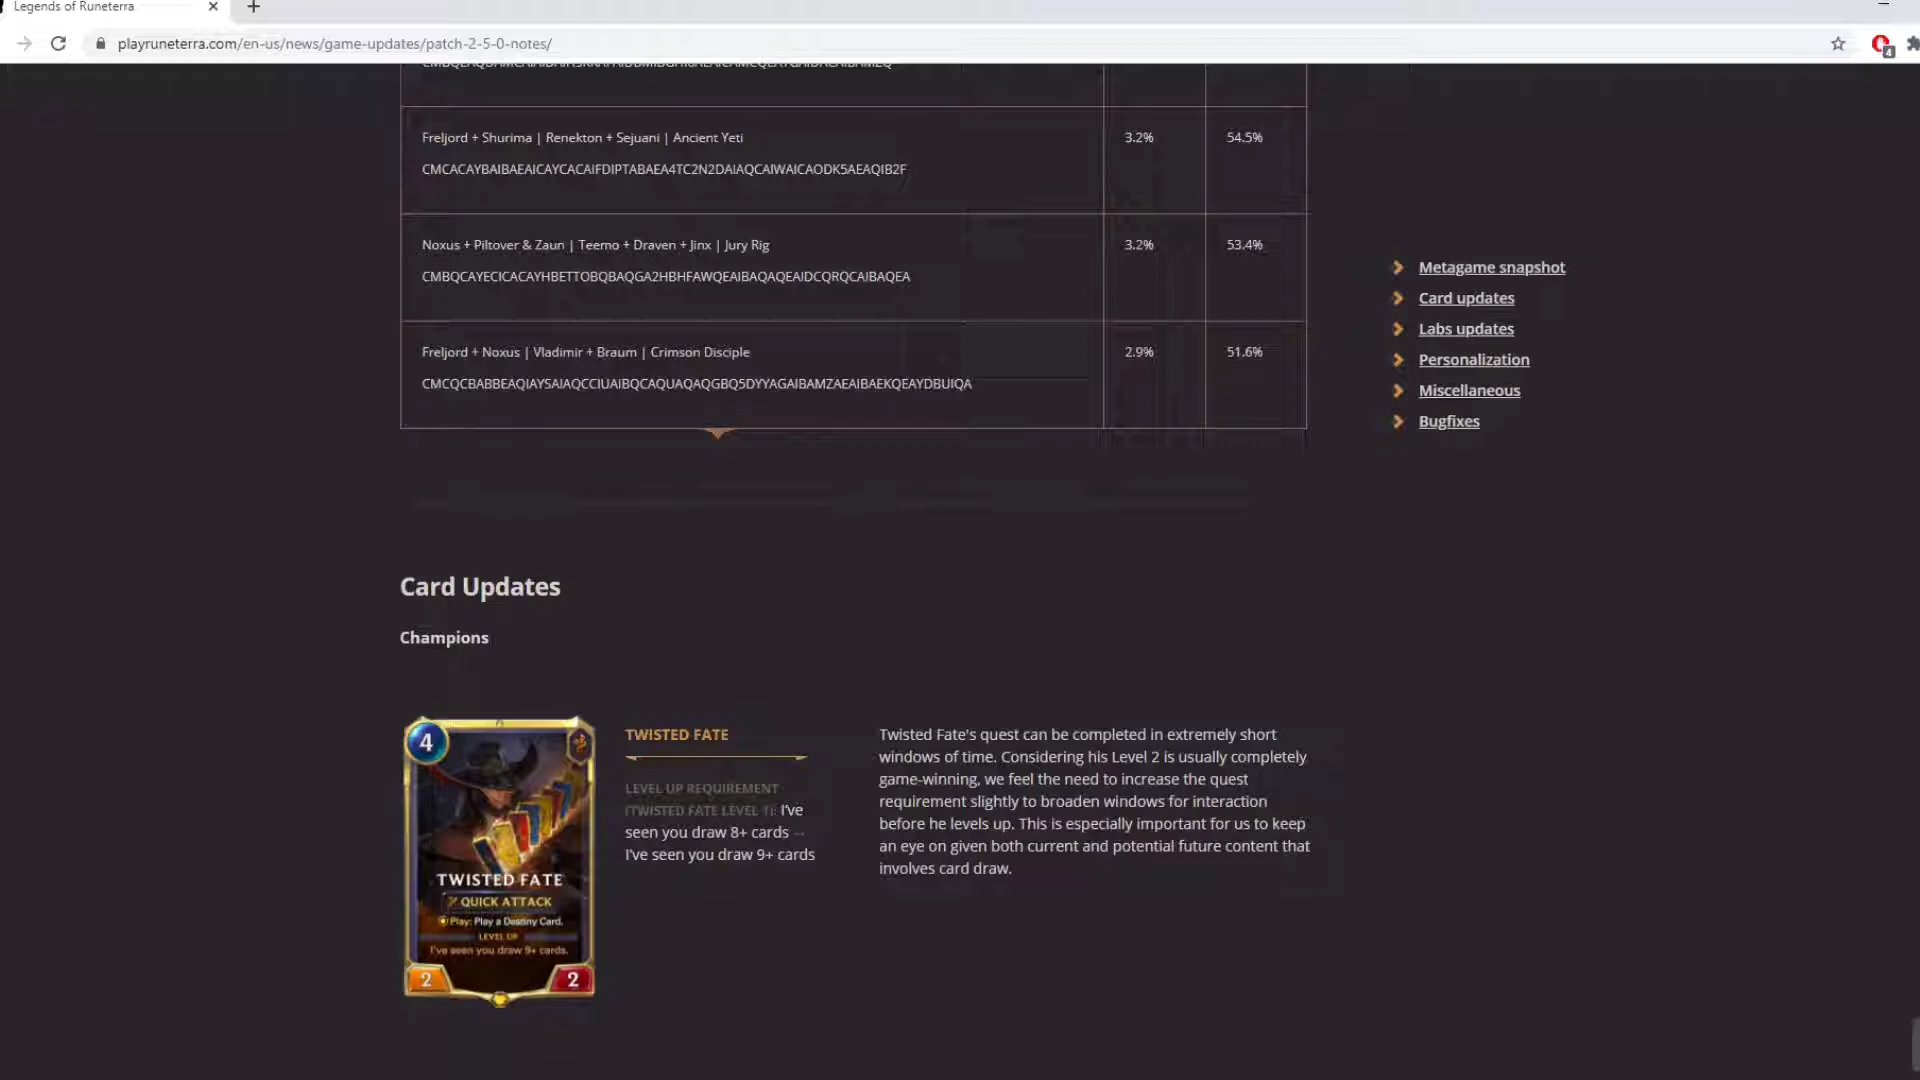 Legends of Runeterra
playruneterra.com/en-us/news/game-updates/patch-2-5-0-notes/
4
Freljord + Shurima | Renekton + Sejuani | Ancient Yeti
3.2%
54.5%
CMCACAYBAIBAEAICAYCACAIFDIPTABAEA4TC2N2DAIAQCAIWAICAODK5AEAQIB2F
Noxus + Piltover & Zaun | Teemo + Draven + Jinx | Jury Rig
3.2%
53.4%
CMBQCAYECICACAYHBETTOBQBAQGA2HBHFAWQEAIBAQAQEAIDCQRQCAIBAQEA
Freljord + Noxus | Vladimir + Braum | Crimson Disciple
2.9%
51.6%
CMCQCBABBEAQIAYSAIAQCCIUAIBQCAQUAQAQGBQ5DYYAGAIBAMZAEAIBAEKQEAYDBUIQA
Metagame snapshot
Card updates
Labs updates
Personalization
Miscellaneous
Bugfixes
Card Updates
Champions
4
TWISTED FATE
QUICK ATTACK
Play: Play a Destiny Card.
LEVEL UP
I've seen you draw 9+ cards.
2
2
TWISTED FATE
LEVEL UP REQUIREMENT
(TWISTED FATE LEVEL 1): I've
seen you draw 8+ cards →
I've seen you draw 9+ cards
Twisted Fate's quest can be completed in extremely short
windows of time. Considering his Level 2 is usually completely
game-winning, we feel the need to increase the quest
requirement slightly to broaden windows for interaction
before he levels up. This is especially important for us to keep
an eye on given both current and potential future content that
involves card draw.